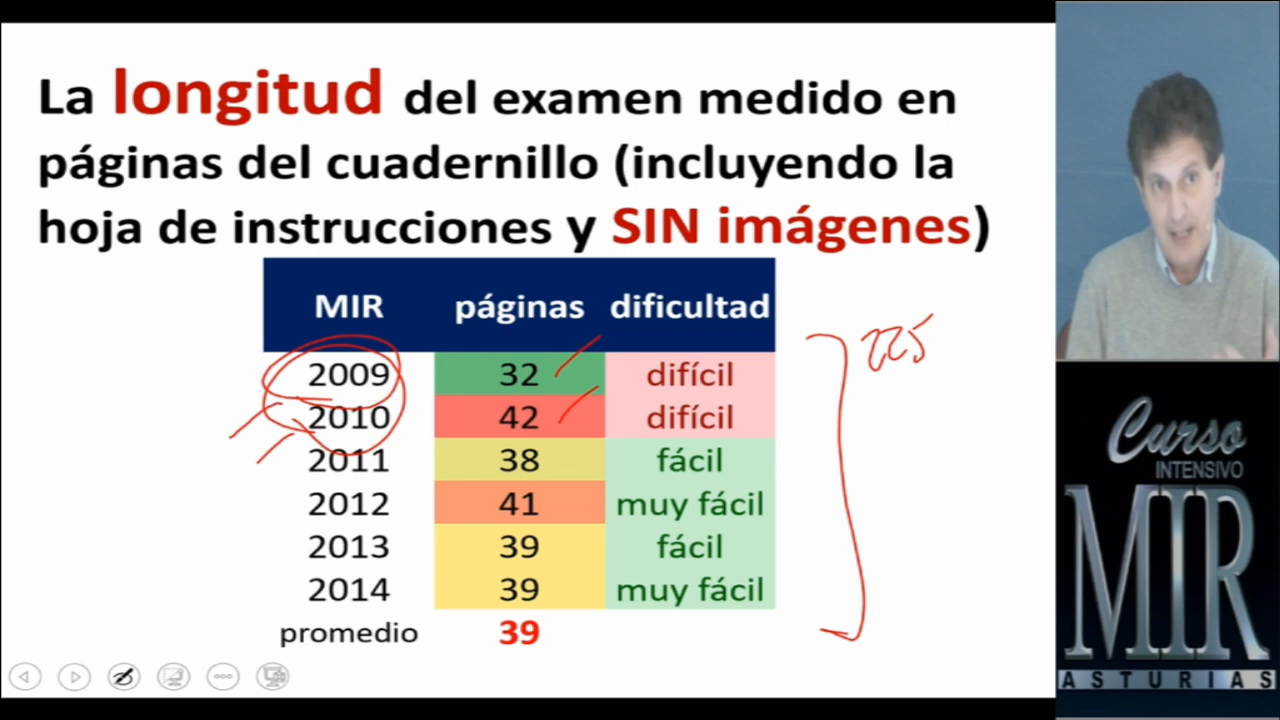 La longitud del examen medido en
páginas del cuadernillo (incluyendo la
hoja de instrucciones y SIN imágenes)
MIR páginas dificultad
2009 32 difícil
2010 42 difícil
2011 38 fácil
2012 41 muy fácil
2013 39 fácil
2014 39 muy fácil
promedio 39
225
Curso
INTENSIVO
MIR
ASTURIAS